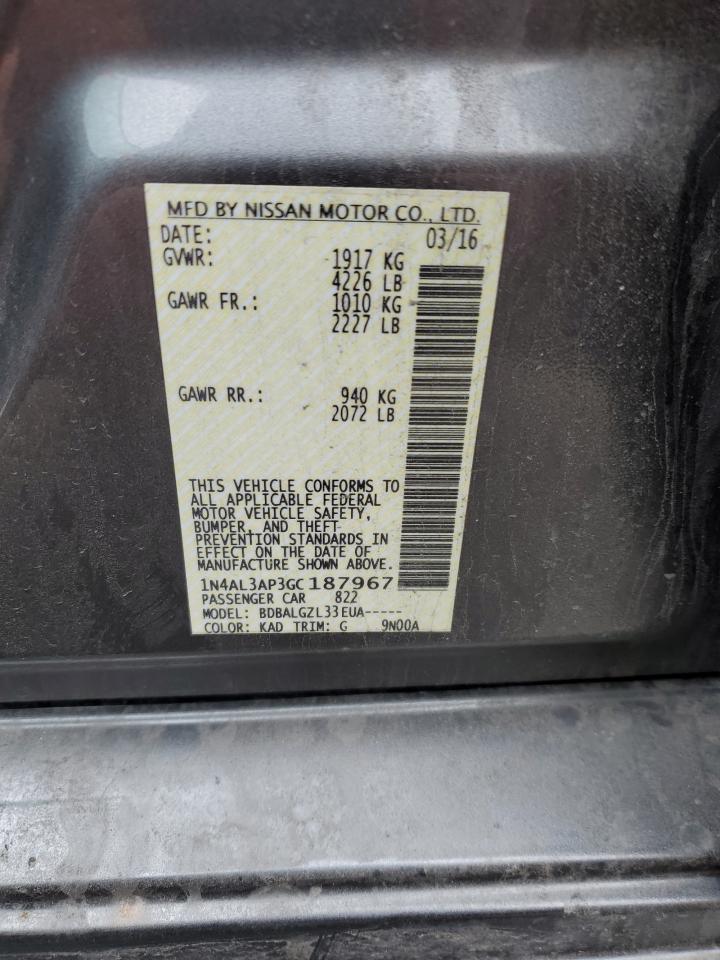 MFD BY NISSAN MOTOR CO., LTD.
DATE: 03/16
GVWR: 1917 KG
4226 LB
GAWR FR.: 1010 KG
2227 LB
GAWR RR.: 940 KG
2072 LB
THIS VEHICLE CONFORMS TO
ALL APPLICABLE FEDERAL
MOTOR VEHICLE SAFETY,
BUMPER, AND THEFT
PREVENTION STANDARDS IN
EFFECT ON THE DATE OF
MANUFACTURE SHOWN ABOVE.
1N4AL3AP3GC187967
PASSENGER CAR 822
MODEL: BDBALGZL33EUA-----
COLOR: KAD TRIM: G 9N00A